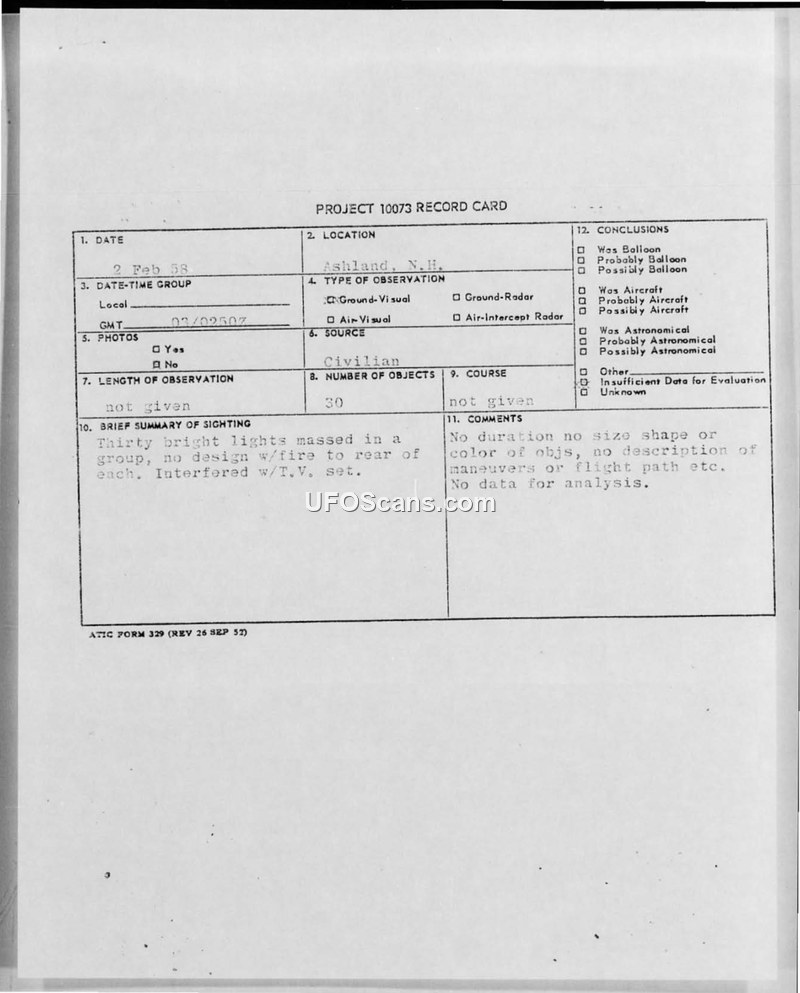 PROJECT 10073 RECORD CARD
1. DATE
2 Feb 58
2. LOCATION
Ashland, N.H.
12. CONCLUSIONS
Was Balloon
Probably Balloon
Possibly Balloon
Was Aircraft
Probably Aircraft
Possibly Aircraft
Was Astronomical
Probably Astronomical
Possibly Astronomical
Other
Insufficient Data for Evaluation
Unknown
3. DATE-TIME GROUP
Local
GMT 03/0250Z
4. TYPE OF OBSERVATION
Ground-Visual Ground-Radar
Air-Visual Air-Intercept Radar
5. PHOTOS
Yes
No
6. SOURCE
Civilian
7. LENGTH OF OBSERVATION
not given
8. NUMBER OF OBJECTS
30
9. COURSE
not given
10. BRIEF SUMMARY OF SIGHTING
Thirty bright lights massed in a
group, no design w/fire to rear of
each. Interfered w/T.V. set.
11. COMMENTS
No duration no size shape or
color of objs, no description of
maneuvers or flight path etc.
No data for analysis.
UFOScans.com
ATIC FORM 329 (REV 26 SEP 52)